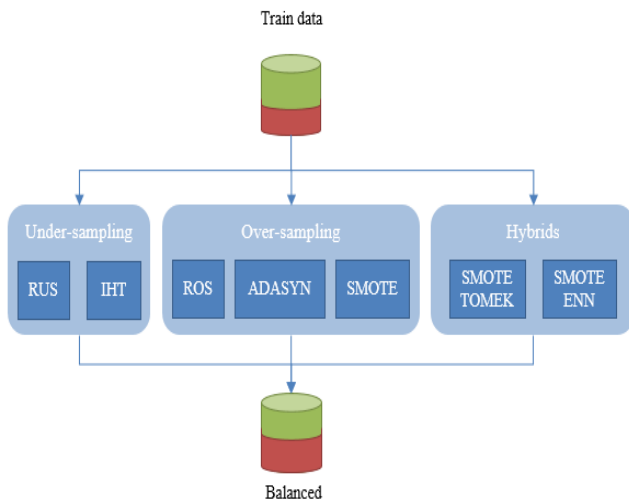 Train data
Under-sampling
RUS
IHT
Over-sampling
ROS
ADASYN
SMOTE
Hybrids
SMOTE
TOMEK
SMOTE
ENN
Balanced